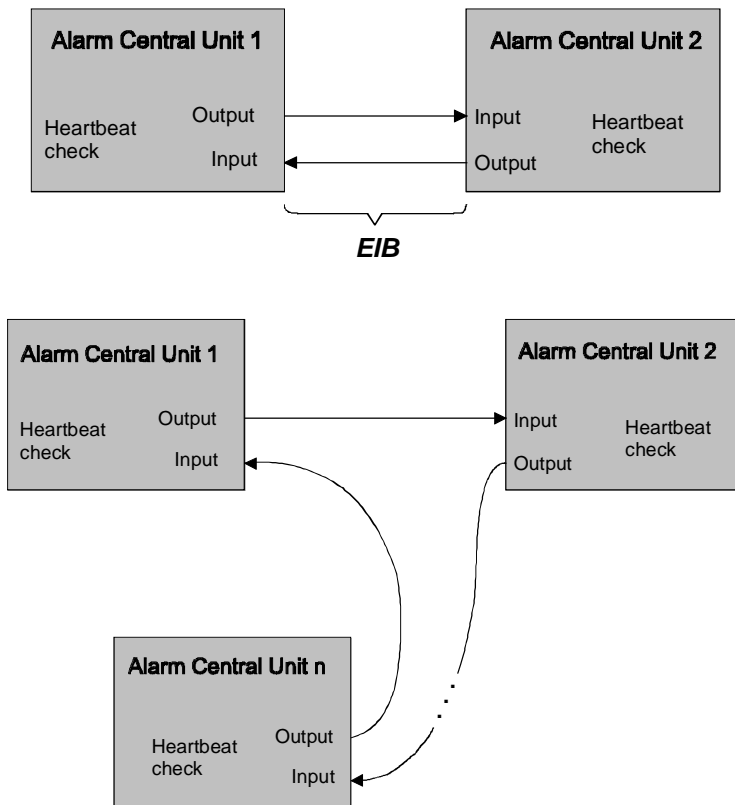 Alarm Central Unit 1
Alarm Central Unit 2
Output
Input
Heartbeat
check
Heartbeat
check
Input
Output
EIB
Alarm Central Unit 1
Alarm Central Unit 2
Output
Input
Heartbeat
check
Heartbeat
check
Input
Output
Alarm Central Unit n
Output
Heartbeat
check
Input